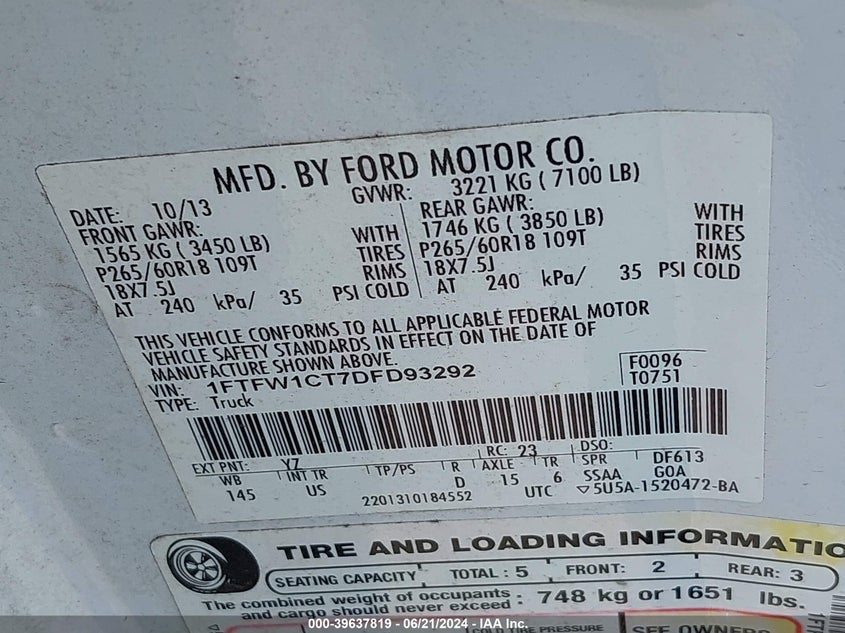 MFD. BY FORD MOTOR CO.
DATE: 10/13 GVWR: 3221 KG ( 7100 LB)
FRONT GAWR: REAR GAWR:
1565 KG ( 3450 LB) WITH 1746 KG ( 3850 LB) WITH
P265/60R18 109T TIRES P265/60R18 109T TIRES
18X7.5J RIMS 18X7.5J RIMS
AT 240 kPa/ 35 PSI COLD AT 240 kPa/ 35 PSI COLD
THIS VEHICLE CONFORMS TO ALL APPLICABLE FEDERAL MOTOR
VEHICLE SAFETY STANDARDS IN EFFECT ON THE DATE OF
MANUFACTURE SHOWN ABOVE.
VIN: 1FTFW1CT7DFD93292 F0096
TYPE: Truck T0751
EXT PNT: YZ RC: 23 DSO:
WB INT TR TP/PS R AXLE TR SPR DF613
145 US D 15 6 SSAA G0A
2201310184552 UTC ▽5U5A-1520472-BA
TIRE AND LOADING INFORMATIO
SEATING CAPACITY TOTAL : 5 FRONT: 2 REAR: 3
The combined weight of occupants
and cargo should never exceed : 748 kg or 1651 lbs.
COLD TIRE PRESSURE SEE OWNER
1FT
000-39637819 - 06/21/2024 - IAA Inc.